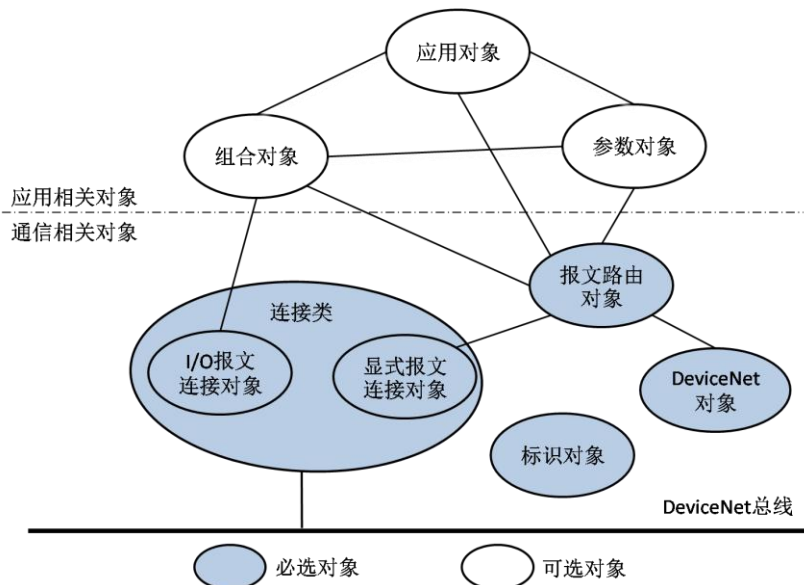 应用对象
组合对象
参数对象
应用相关对象
通信相关对象
报文路由
对象
连接类
I/O报文
连接对象
显式报文
连接对象
DeviceNet
对象
标识对象
DeviceNet总线
必选对象
可选对象